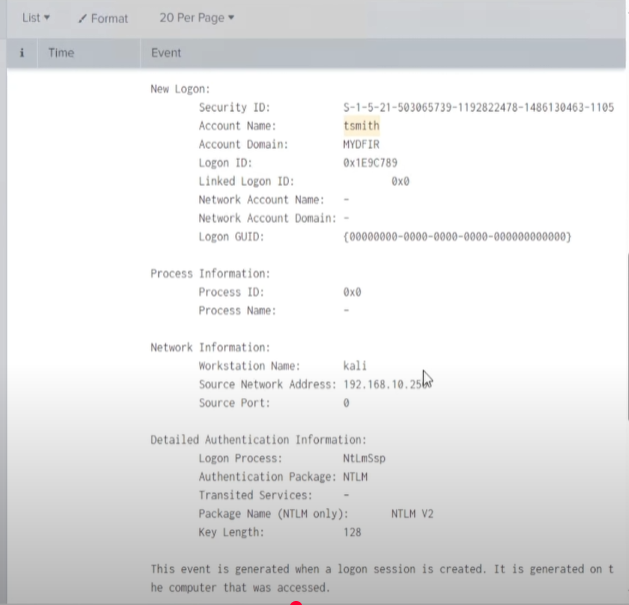 List
Format
20 Per Page
i
Time
Event
New Logon:
Security ID: S-1-5-21-503065739-1192822478-1486130463-1105
Account Name: tsmith
Account Domain: MYDFIR
Logon ID: 0x1E9C789
Linked Logon ID: 0x0
Network Account Name: -
Network Account Domain: -
Logon GUID: {00000000-0000-0000-0000-000000000000}
Process Information:
Process ID: 0x0
Process Name: -
Network Information:
Workstation Name: kali
Source Network Address:
Source Port: 0
Detailed Authentication Information:
Logon Process: NtLmSsp
Authentication Package: NTLM
Transited Services: -
Package Name (NTLM only): NTLM V2
Key Length: 128
This event is generated when a logon session is created. It is generated on t
he computer that was accessed.